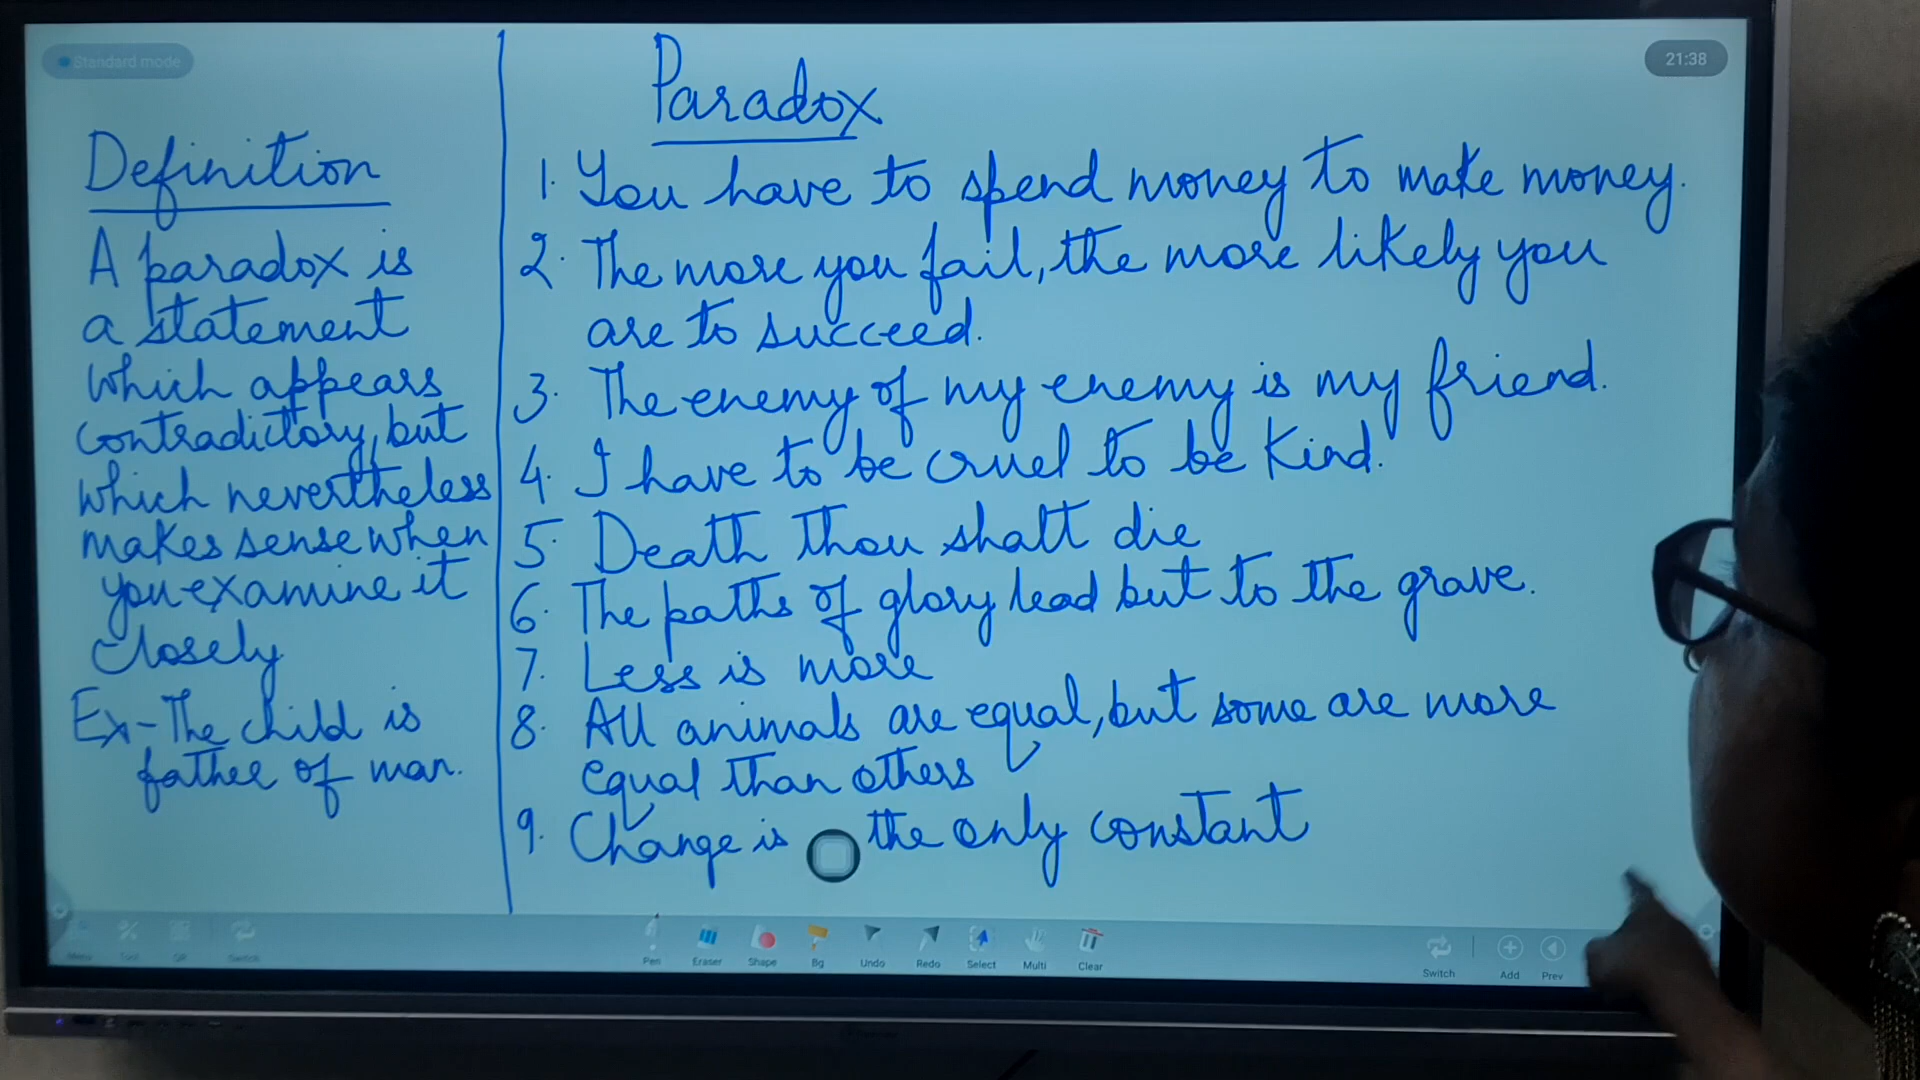 Standard mode
21:38
Definition
A paradox is
a statement
which appears
contradictory, but
which nevertheless
makes sense when
you examine it
closely
Ex- The child is
father of man.
Paradox
1. You have to spend money to make money.
2. The more you fail, the more likely you
are to succeed.
3. The enemy of my enemy is my friend.
4. I have to be cruel to be kind.
5. Death thou shalt die
6. The paths of glory lead but to the grave.
7. Less is more
8. All animals are equal, but some are more
equal than others
9. Change is the only constant
Menu Tool QR Switch Pen Eraser Shape Bg Undo Redo Select Multi Clear Switch Add Prev